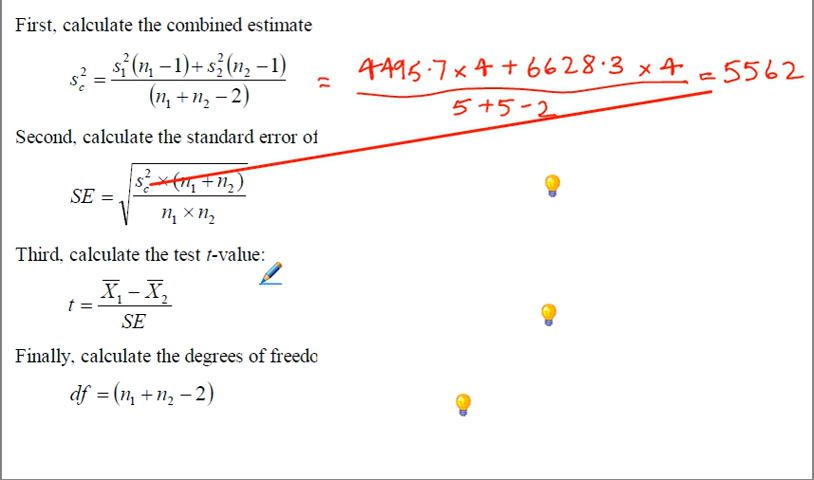 First, calculate the combined estimate
s_c^2 = (s_1^2(n_1 − 1) + s_2^2(n_2 − 1)) / (n_1 + n_2 − 2) = (4495·7 × 4 + 6628·3 × 4) / (5 + 5 − 2) = 5562
Second, calculate the standard error of
SE = √((s_c^2 × (n_1 + n_2)) / (n_1 × n_2))
Third, calculate the test t-value:
t = (X̅_1 − X̅_2) / SE
Finally, calculate the degrees of freedo
df = (n_1 + n_2 − 2)